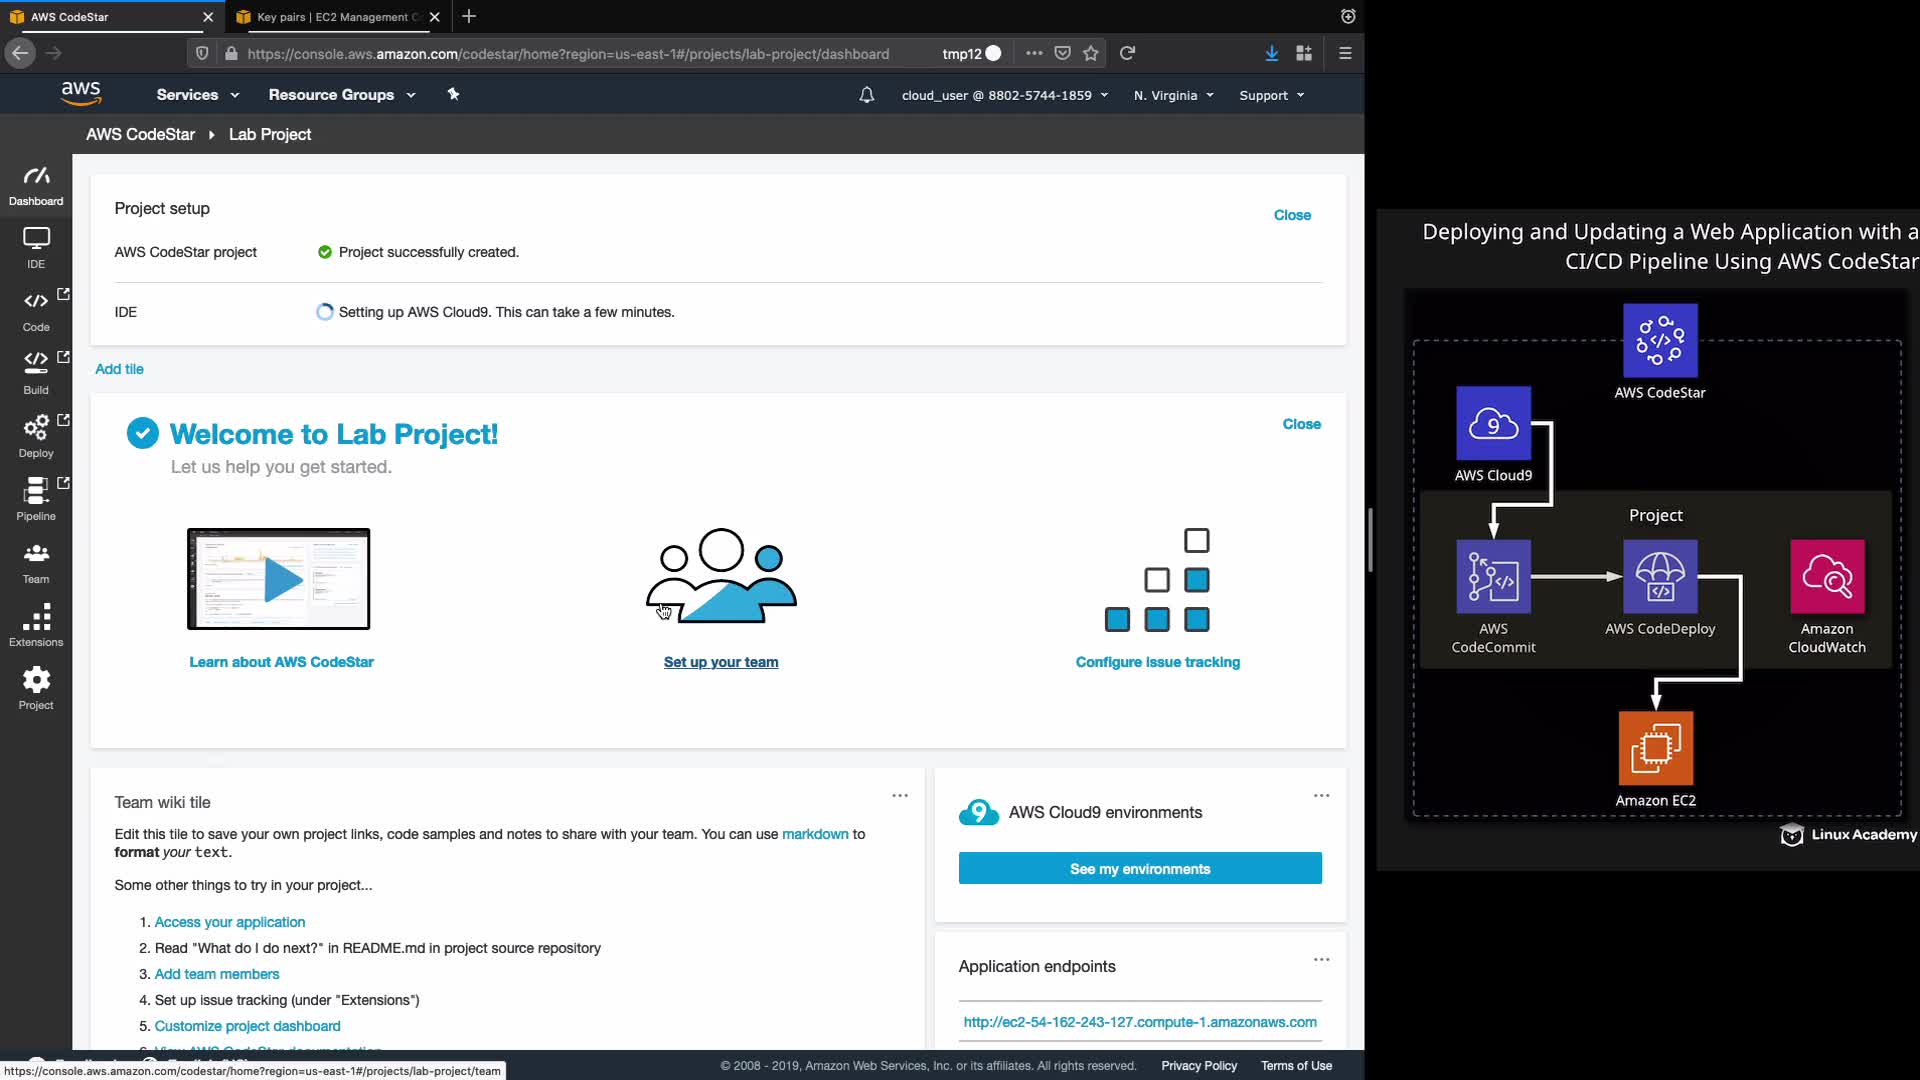 AWS CodeStar
Key pairs | EC2 Management C
https://console.aws.amazon.com/codestar/home?region=us-east-1#/projects/lab-project/dashboard
tmp12
aws
Services
Resource Groups
cloud_user @ 8802-5744-1859
N. Virginia
Support
AWS CodeStar
Lab Project
Dashboard
IDE
Code
Build
Deploy
Pipeline
Team
Extensions
Project
Project setup
Close
AWS CodeStar project
Project successfully created.
IDE
Setting up AWS Cloud9. This can take a few minutes.
Add tile
Welcome to Lab Project!
Close
Let us help you get started.
Learn about AWS CodeStar
Set up your team
Configure issue tracking
Team wiki tile
Edit this tile to save your own project links, code samples and notes to share with your team. You can use markdown to
format your text.
Some other things to try in your project...
1. Access your application
2. Read "What do I do next?" in README.md in project source repository
3. Add team members
4. Set up issue tracking (under "Extensions")
5. Customize project dashboard
AWS Cloud9 environments
See my environments
Application endpoints
http://ec2-54-162-243-127.compute-1.amazonaws.com
© 2008 - 2019, Amazon Web Services, Inc. or its affiliates. All rights reserved.
Privacy Policy
Terms of Use
https://console.aws.amazon.com/codestar/home?region=us-east-1#/projects/lab-project/team
Deploying and Updating a Web Application with a
CI/CD Pipeline Using AWS CodeStar
AWS CodeStar
9
AWS Cloud9
Project
AWS
CodeCommit
AWS CodeDeploy
Amazon
CloudWatch
Amazon EC2
Linux Academy